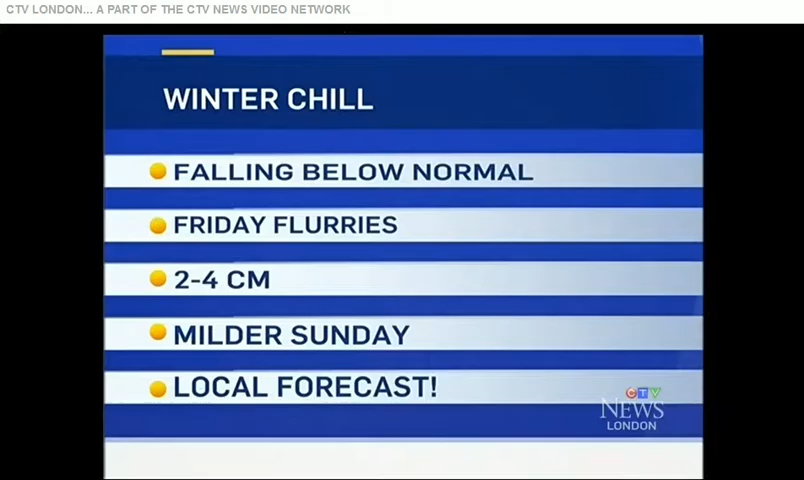 CTV LONDON... A PART OF THE CTV NEWS VIDEO NETWORK
WINTER CHILL
FALLING BELOW NORMAL
FRIDAY FLURRIES
2-4 CM
MILDER SUNDAY
LOCAL FORECAST!
CTV
NEWS
LONDON